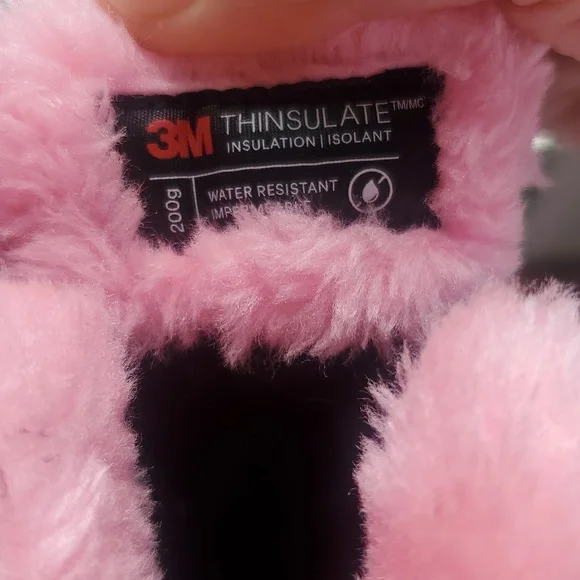 3M THINSULATE™/MC
INSULATION | ISOLANT
200g
WATER RESISTANT